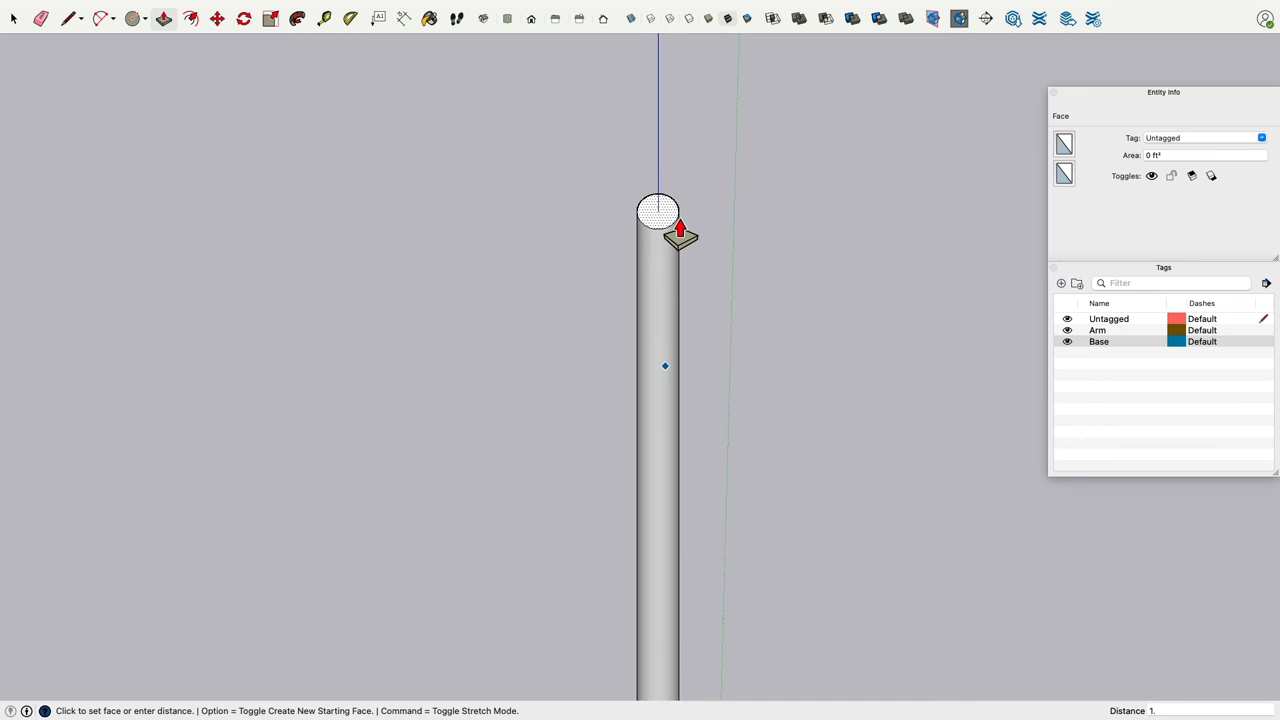 A1
Entity Info
Face
Tag: Untagged
Area: 0 ft²
Toggles:
Tags
Filter
Name Dashes
Untagged Default
Arm Default
Base Default
Click to set face or enter distance. | Option = Toggle Create New Starting Face. | Command = Toggle Stretch Mode. Distance 1.